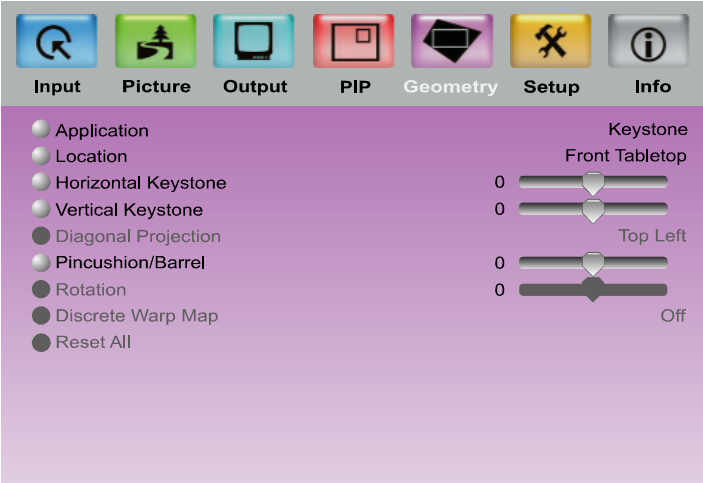 Input Picture Output PIP Geometry Setup Info
Application Keystone
Location Front Tabletop
Horizontal Keystone 0
Vertical Keystone 0
Diagonal Projection Top Left
Pincushion/Barrel 0
Rotation 0
Discrete Warp Map Off
Reset All